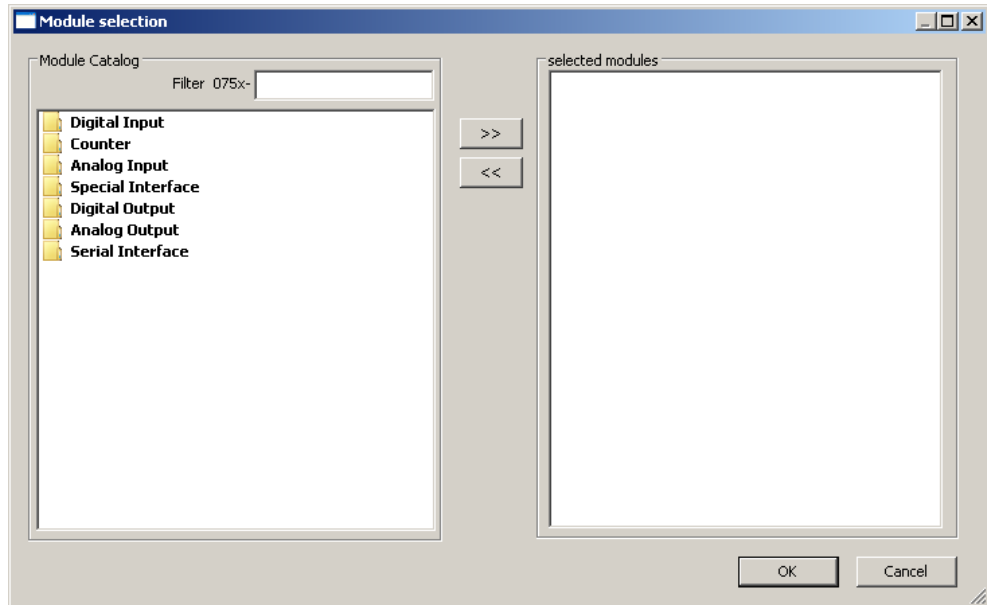 Module selection
Module Catalog
Filter 075x-
Digital Input
Counter
Analog Input
Special Interface
Digital Output
Analog Output
Serial Interface
>>
<<
selected modules
OK
Cancel